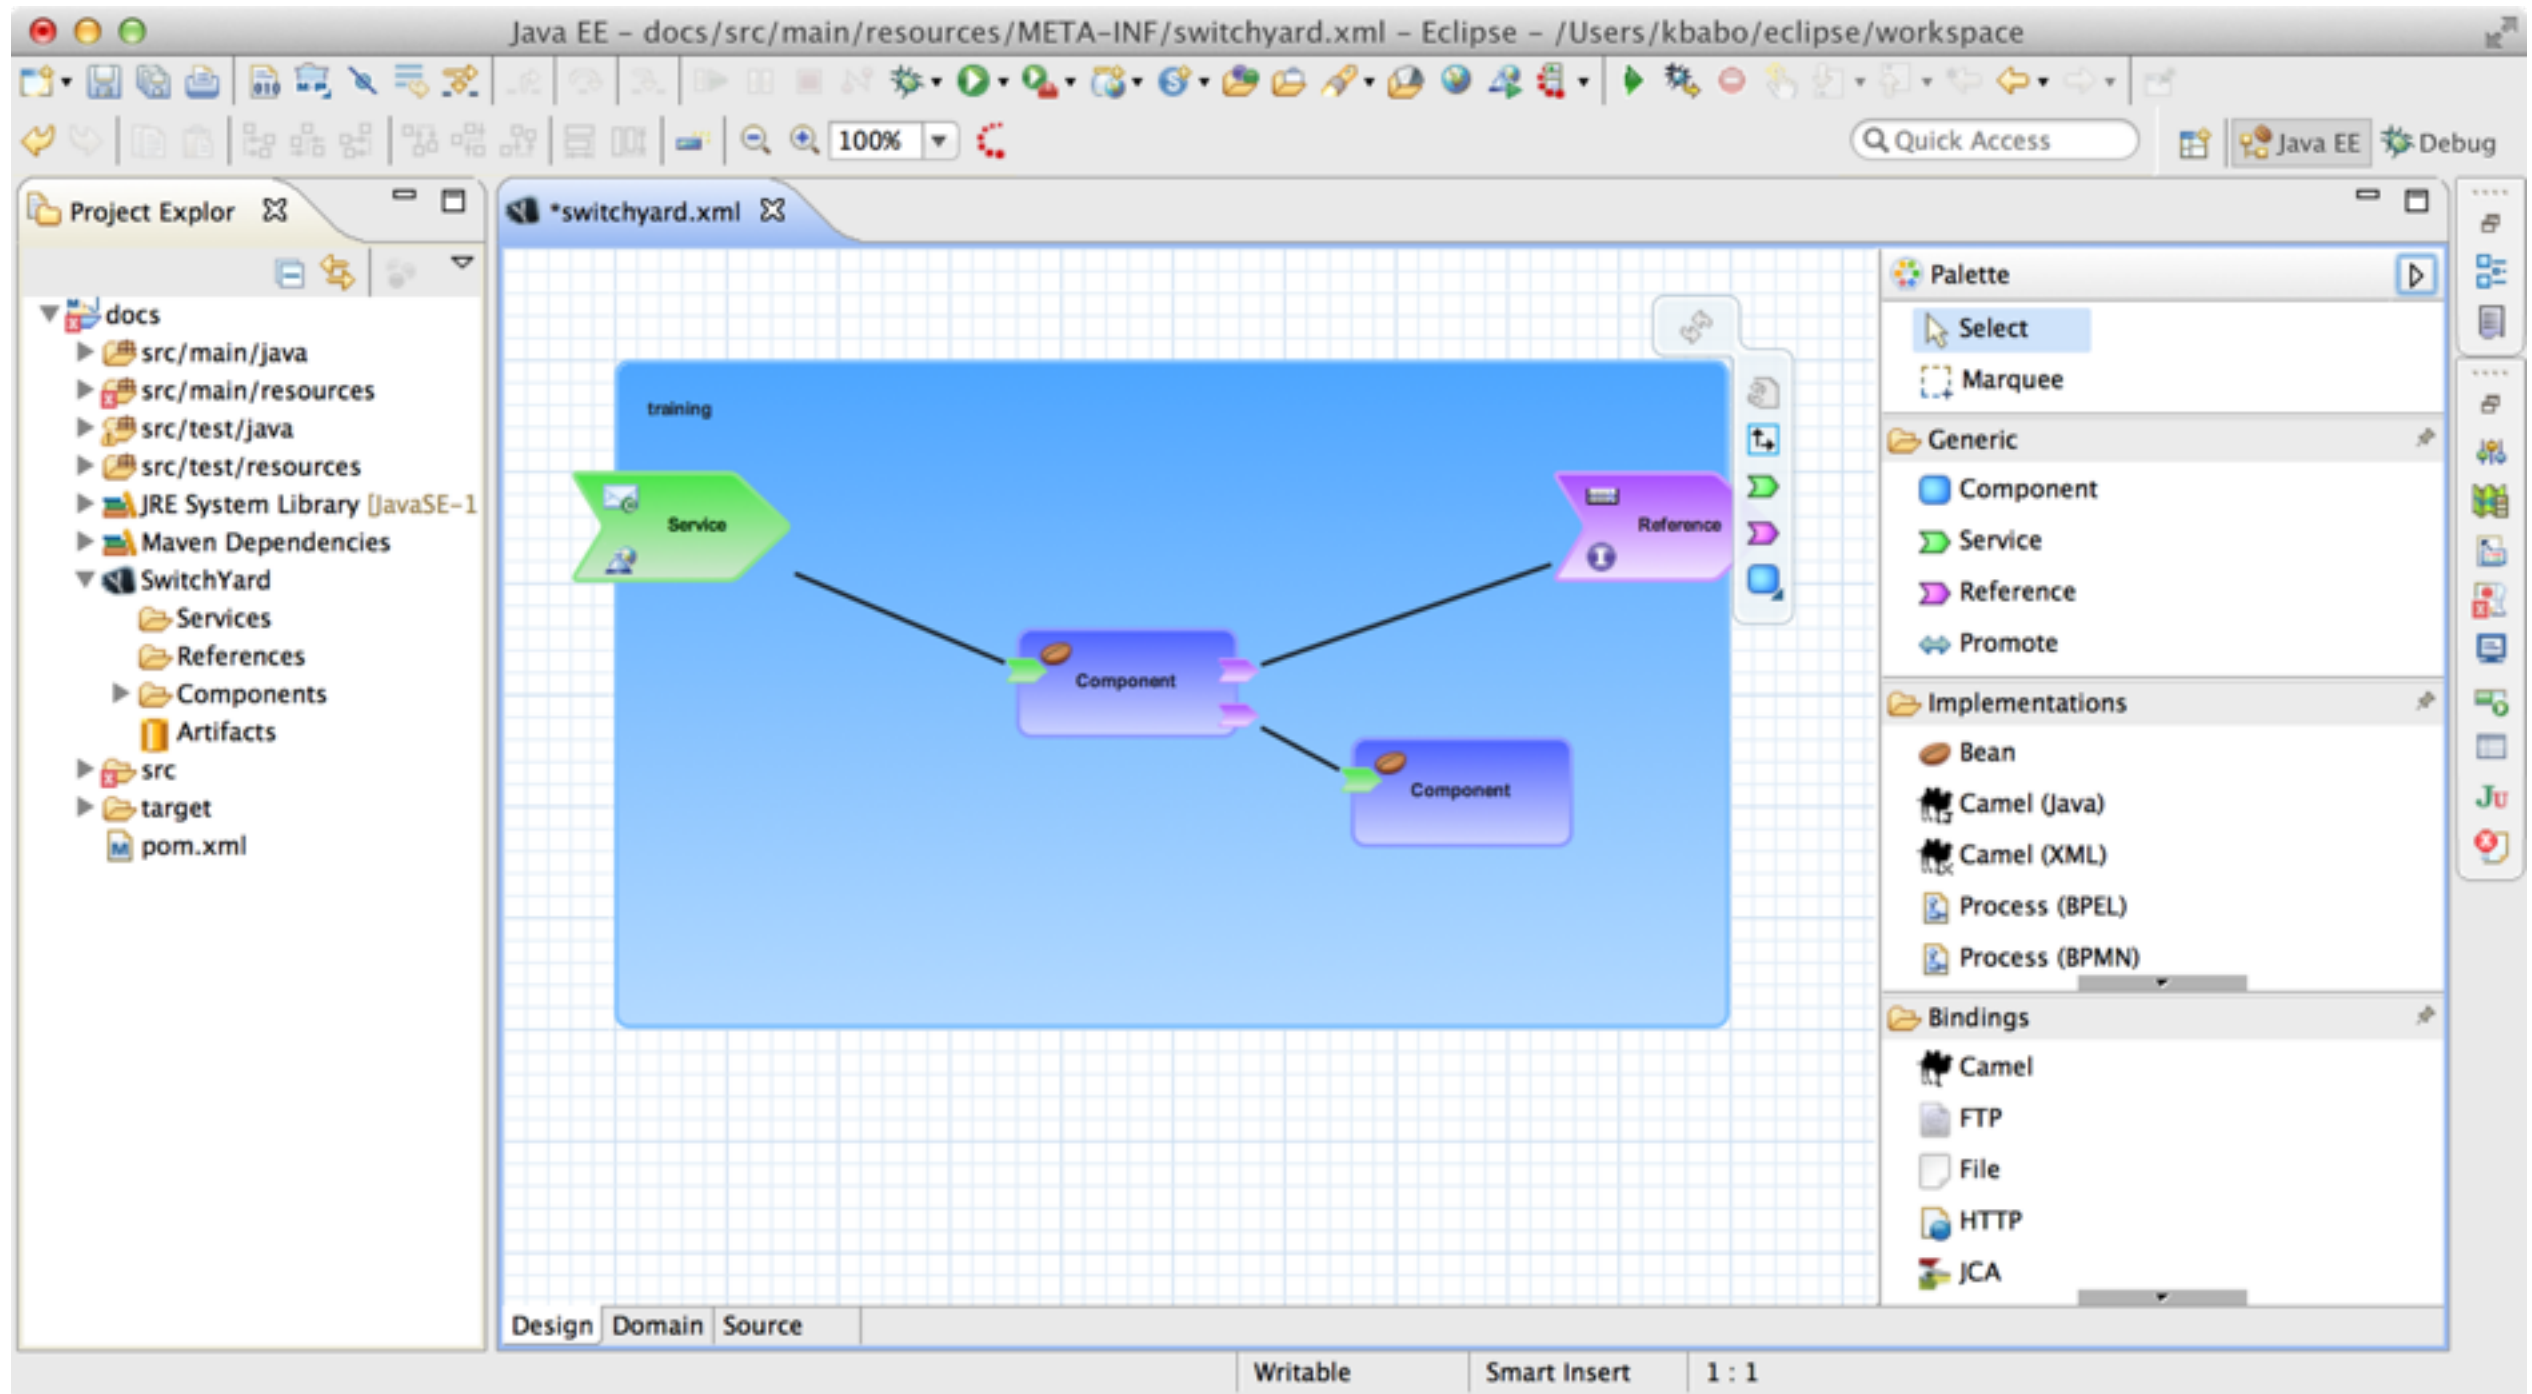 Java EE – docs/src/main/resources/META-INF/switchyard.xml – Eclipse – /Users/kbabo/eclipse/workspace
100%
Quick Access
Java EE
Debug
Project Explor
*switchyard.xml
docs
src/main/java
src/main/resources
src/test/java
src/test/resources
JRE System Library [JavaSE-1
Maven Dependencies
SwitchYard
Services
References
Components
Artifacts
src
target
pom.xml
training
Service
Reference
Component
Component
Palette
Select
Marquee
Generic
Component
Service
Reference
Promote
Implementations
Bean
Camel (Java)
Camel (XML)
Process (BPEL)
Process (BPMN)
Bindings
Camel
FTP
File
HTTP
JCA
Design
Domain
Source
Writable
Smart Insert
1 : 1